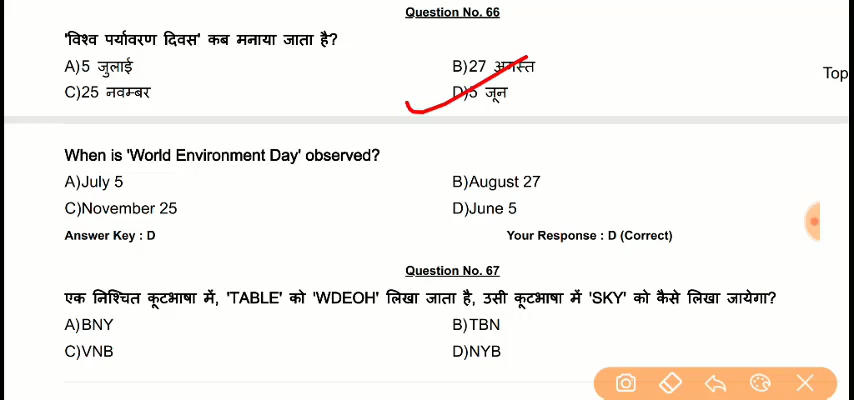 Question No. 66
'विश्व पर्यावरण दिवस' कब मनाया जाता है?
A)5 जुलाई B)27 अगस्त
C)25 नवम्बर D)5 जून
Top
When is 'World Environment Day' observed?
A)July 5 B)August 27
C)November 25 D)June 5
Answer Key : D Your Response : D (Correct)
Question No. 67
एक निश्चित कूटभाषा में, 'TABLE' को 'WDEOH' लिखा जाता है, उसी कूटभाषा में 'SKY' को कैसे लिखा जायेगा?
A)BNY B)TBN
C)VNB D)NYB